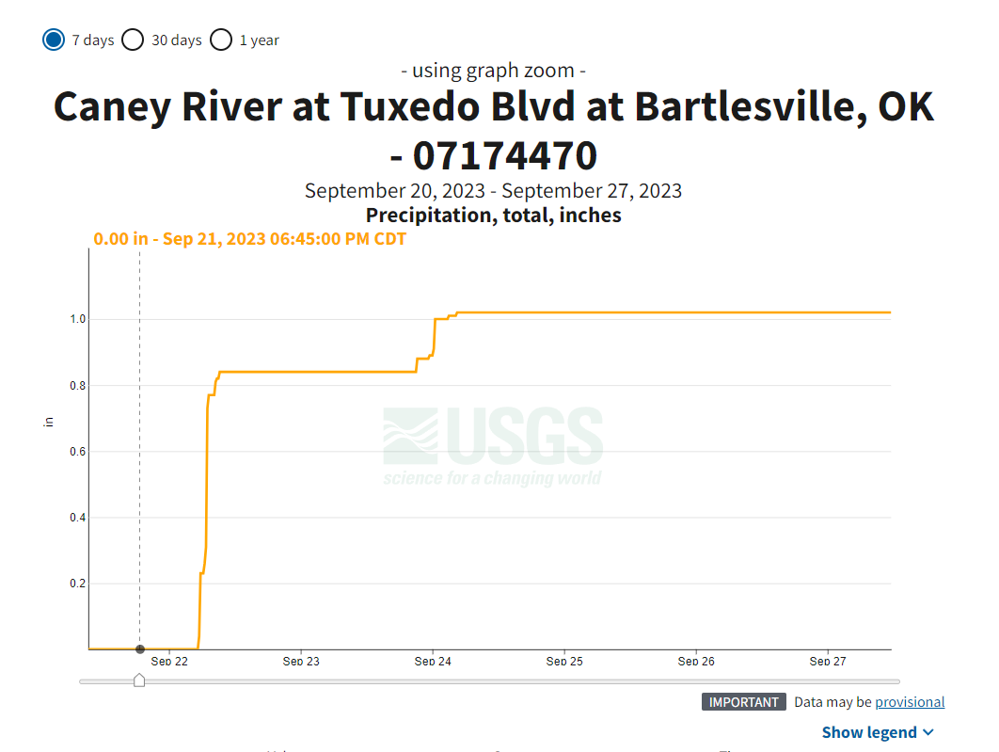 7 days 30 days 1 year
- using graph zoom -
Caney River at Tuxedo Blvd at Bartlesville, OK
- 07174470
September 20, 2023 - September 27, 2023
Precipitation, total, inches
0.00 in - Sep 21, 2023 06:45:00 PM CDT
1.0
0.8
in
USGS
0.6
science for a changing world
0.4
0.2
Sep 22 Sep 23 Sep 24 Sep 25 Sep 26 Sep 27
IMPORTANT Data may be provisional
Show legend